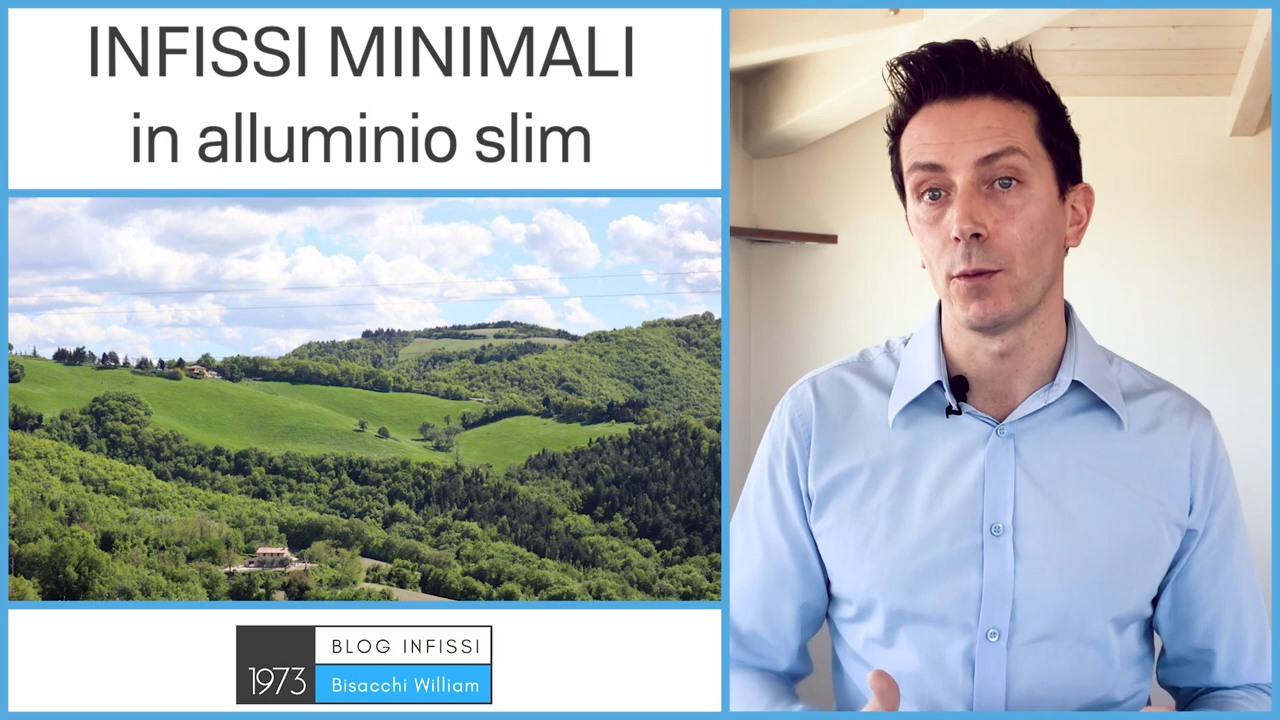 INFISSI MINIMALI
in alluminio slim
1973
BLOG INFISSI
Bisacchi William